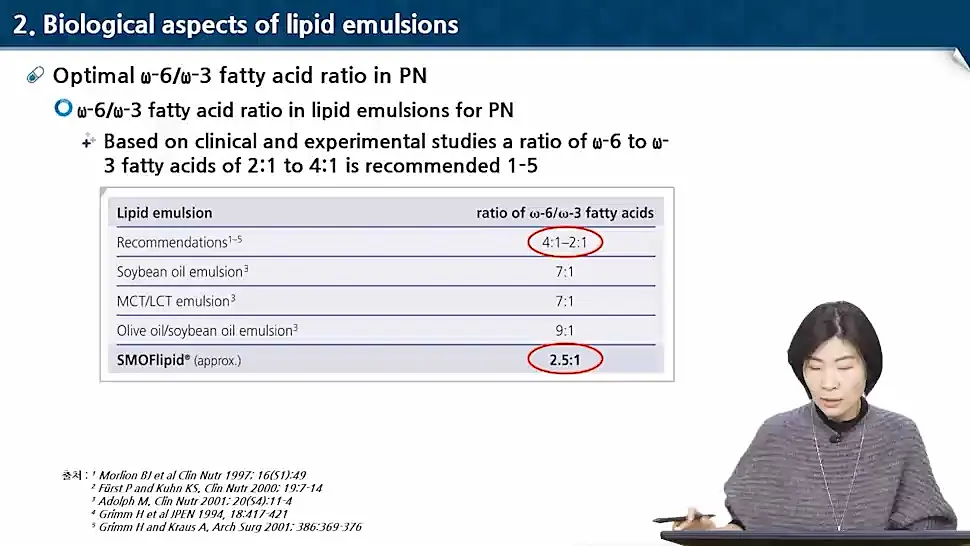 2. Biological aspects of lipid emulsions
Optimal ω-6/ω-3 fatty acid ratio in PN
ω-6/ω-3 fatty acid ratio in lipid emulsions for PN
Based on clinical and experimental studies a ratio of ω-6 to ω-
3 fatty acids of 2:1 to 4:1 is recommended 1-5
Lipid emulsion ratio of ω-6/ω-3 fatty acids
Recommendations¹⁻⁵ 4:1–2:1
Soybean oil emulsion³ 7:1
MCT/LCT emulsion³ 7:1
Olive oil/soybean oil emulsion³ 9:1
SMOFlipid® (approx.) 2.5:1
출처 : ¹ Morlion BJ et al Clin Nutr 1997; 16(S1):49
² Fürst P and Kuhn KS, Clin Nutr 2000; 19:7-14
³ Adolph M, Clin Nutr 2001; 20(S4):11-4
⁴ Grimm H et al JPEN 1994, 18:417-421
⁵ Grimm H and Kraus A, Arch Surg 2001; 386:369-376